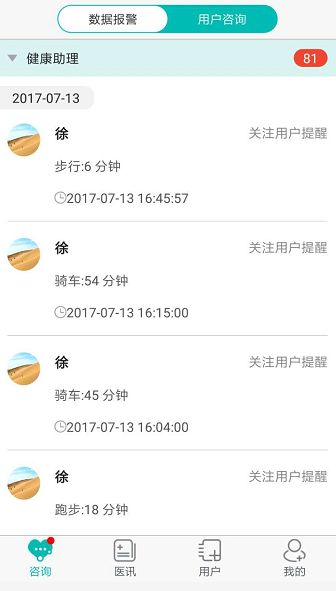 数据报警 用户咨询
健康助理 81
2017-07-13
徐 关注用户提醒
步行:6 分钟
2017-07-13 16:45:57
徐 关注用户提醒
骑车:54 分钟
2017-07-13 16:15:00
徐 关注用户提醒
骑车:45 分钟
2017-07-13 16:04:00
徐 关注用户提醒
跑步:18 分钟
咨询 医讯 用户 我的